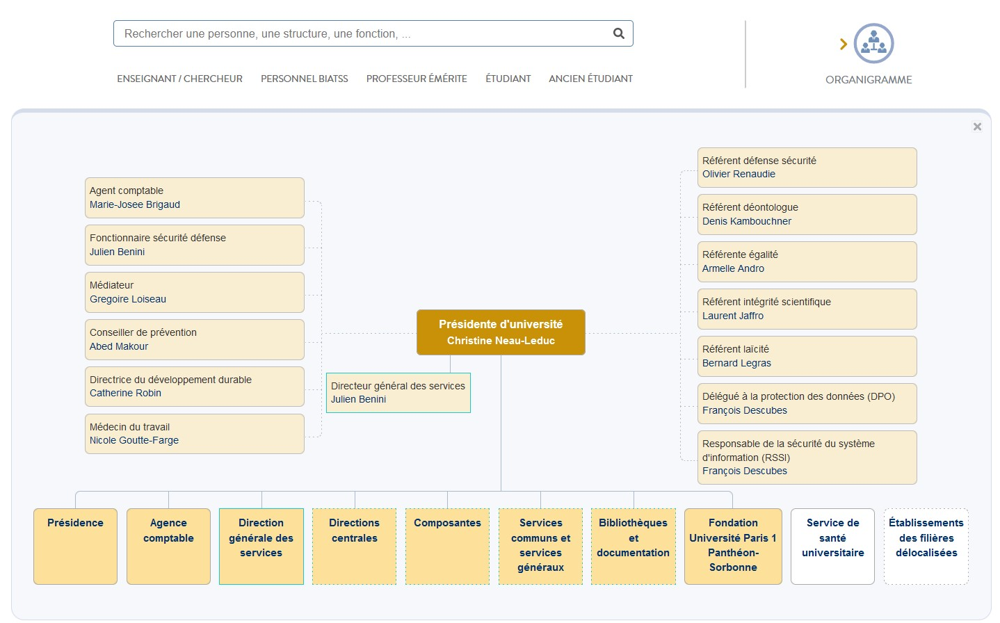 Rechercher une personne, une structure, une fonction, ...
ENSEIGNANT / CHERCHEUR
PERSONNEL BIATSS
PROFESSEUR ÉMÉRITE
ÉTUDIANT
ANCIEN ÉTUDIANT
ORGANIGRAMME
Agent comptable
Marie-Josee Brigaud
Fonctionnaire sécurité défense
Julien Benini
Médiateur
Gregoire Loiseau
Conseiller de prévention
Abed Makour
Directrice du développement durable
Catherine Robin
Médecin du travail
Nicole Goutte-Farge
Présidente d'université
Christine Neau-Leduc
Directeur général des services
Julien Benini
Référent défense sécurité
Olivier Renaudie
Référent déontologue
Denis Kambouchner
Référente égalité
Armelle Andro
Référent intégrité scientifique
Laurent Jaffro
Référent laïcité
Bernard Legras
Délégué à la protection des données (DPO)
François Descubes
Responsable de la sécurité du système
d'information (RSSI)
François Descubes
Présidence
Agence
comptable
Direction
générale des
services
Directions
centrales
Composantes
Services
communs et
services
généraux
Bibliothèques
et
documentation
Fondation
Université Paris 1
Panthéon-
Sorbonne
Service de
santé
universitaire
Établissements
des filières
délocalisées